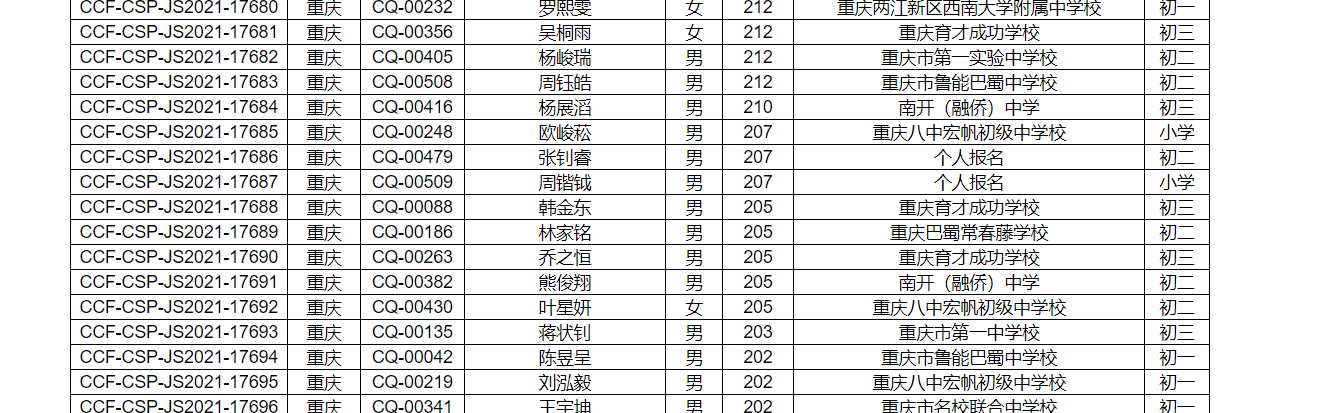 CCF-CSP-JS2021-17680 重庆 CQ-00232 罗熙雯 女 212 重庆两江新区西南大学附属中学校 初一
CCF-CSP-JS2021-17681 重庆 CQ-00356 吴桐雨 女 212 重庆育才成功学校 初三
CCF-CSP-JS2021-17682 重庆 CQ-00405 杨峻瑞 男 212 重庆市第一实验中学校 初二
CCF-CSP-JS2021-17683 重庆 CQ-00508 周钰皓 男 212 重庆市鲁能巴蜀中学校 初二
CCF-CSP-JS2021-17684 重庆 CQ-00416 杨展滔 男 210 南开（融侨）中学 初三
CCF-CSP-JS2021-17685 重庆 CQ-00248 欧峻菘 男 207 重庆八中宏帆初级中学校 小学
CCF-CSP-JS2021-17686 重庆 CQ-00479 张钊睿 男 207 个人报名 初二
CCF-CSP-JS2021-17687 重庆 CQ-00509 周锴钺 男 207 个人报名 小学
CCF-CSP-JS2021-17688 重庆 CQ-00088 韩金东 男 205 重庆育才成功学校 初三
CCF-CSP-JS2021-17689 重庆 CQ-00186 林家铭 男 205 重庆巴蜀常春藤学校 初二
CCF-CSP-JS2021-17690 重庆 CQ-00263 乔之恒 男 205 重庆育才成功学校 初三
CCF-CSP-JS2021-17691 重庆 CQ-00382 熊俊翔 男 205 南开（融侨）中学 初二
CCF-CSP-JS2021-17692 重庆 CQ-00430 叶星妍 女 205 重庆八中宏帆初级中学校 初二
CCF-CSP-JS2021-17693 重庆 CQ-00135 蒋状钊 男 203 重庆市第一中学校 初三
CCF-CSP-JS2021-17694 重庆 CQ-00042 陈昱呈 男 202 重庆市鲁能巴蜀中学校 初一
CCF-CSP-JS2021-17695 重庆 CQ-00219 刘泓毅 男 202 重庆八中宏帆初级中学校 初一
CCF-CSP-JS2021-17696 重庆 CQ-00341 王宇坤 男 202 重庆市名校联合中学校 初一